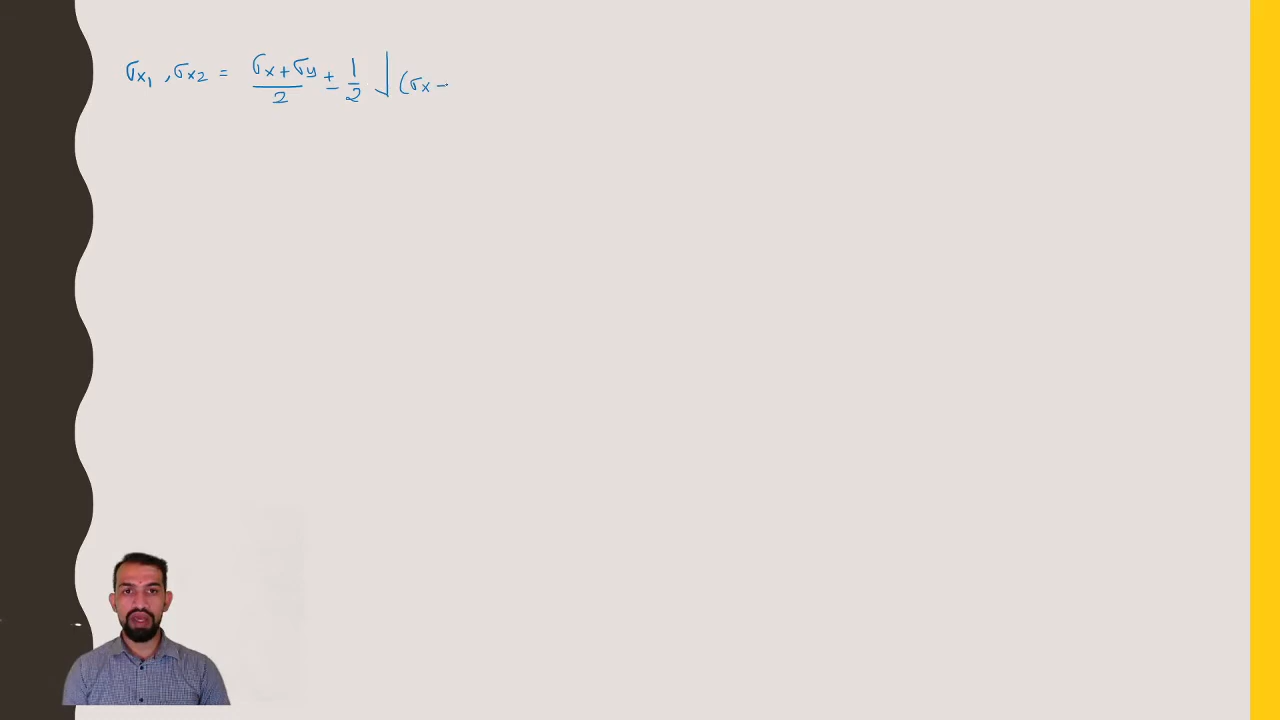 σx1, σx2 = (σx + σy)/2 ± 1/2 √(σx −